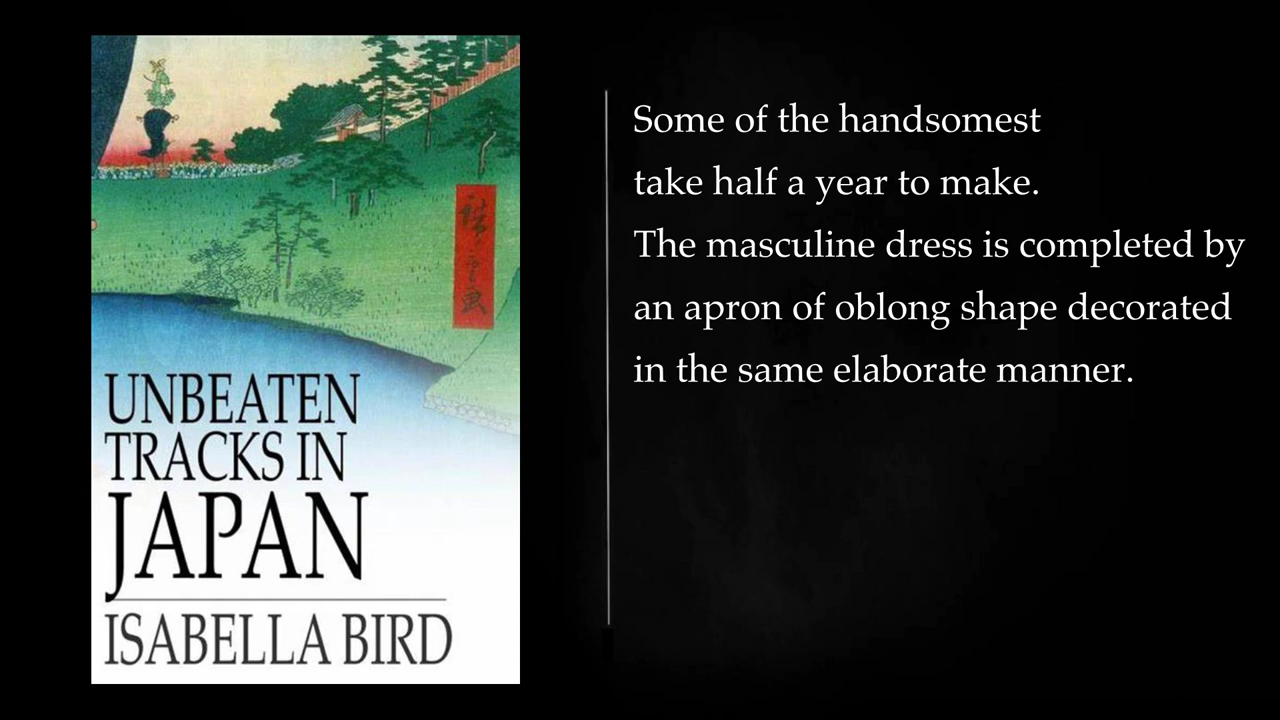 UNBEATEN
TRACKS IN
JAPAN
ISABELLA BIRD
Some of the handsomest
take half a year to make.
The masculine dress is completed by
an apron of oblong shape decorated
in the same elaborate manner.